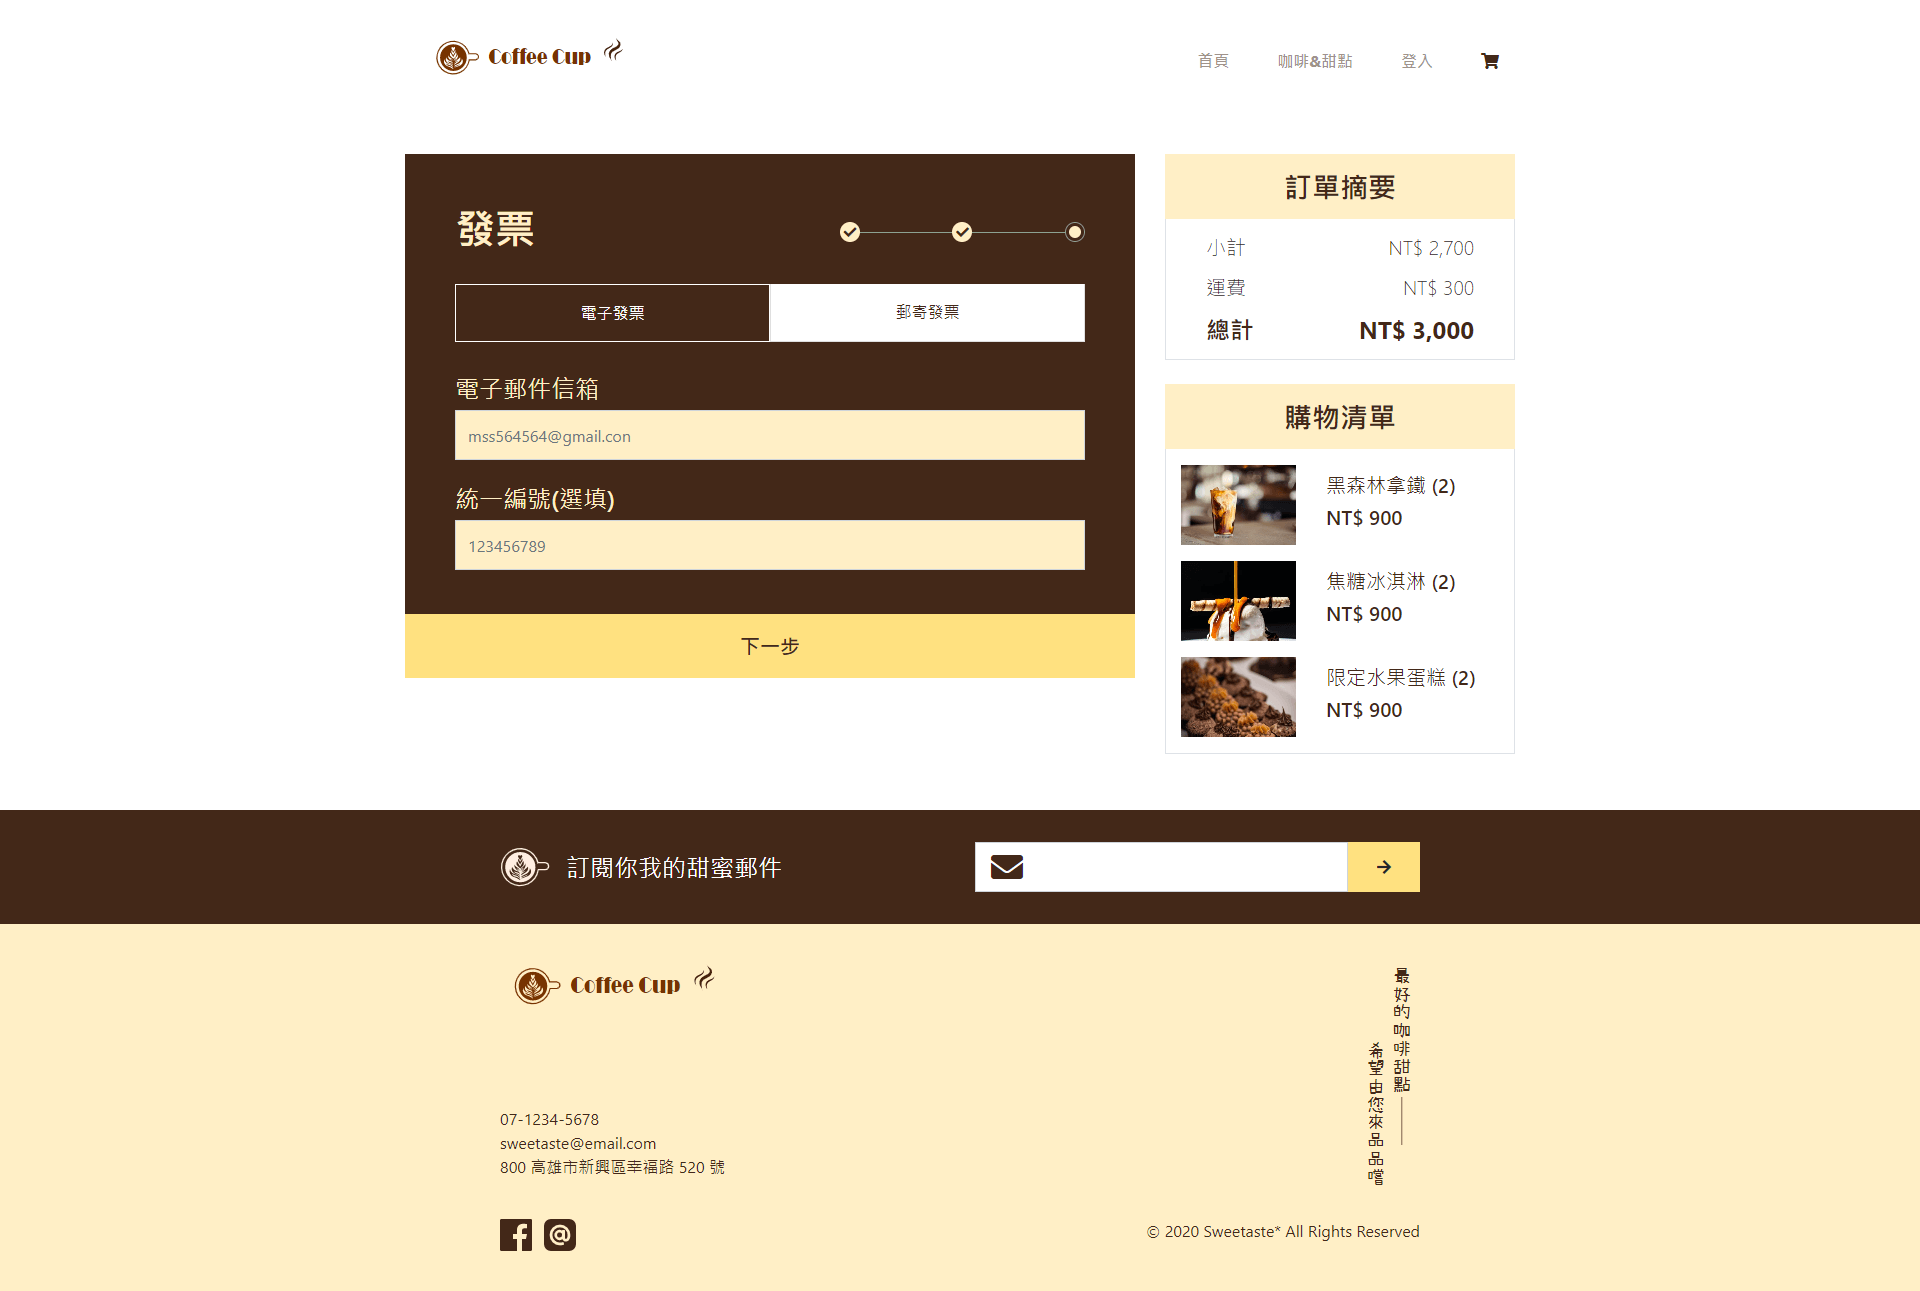 Coffee Cup
首頁
咖啡&甜點
登入
發票
電子發票
郵寄發票
電子郵件信箱
mss564564@gmail.con
統一編號(選填)
123456789
下一步
訂單摘要
小計 NT$ 2,700
運費 NT$ 300
總計 NT$ 3,000
購物清單
黑森林拿鐵 (2)
NT$ 900
焦糖冰淇淋 (2)
NT$ 900
限定水果蛋糕 (2)
NT$ 900
訂閱你我的甜蜜郵件
Coffee Cup
最好的咖啡甜點
希望由您來品品嚐
07-1234-5678
sweetaste@email.com
800 高雄市新興區幸福路 520 號
© 2020 Sweetaste* All Rights Reserved